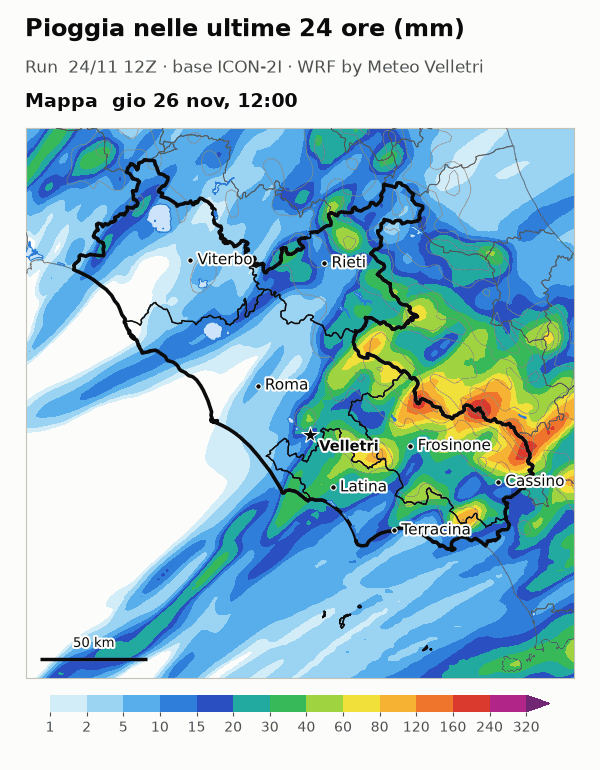 Pioggia nelle ultime 24 ore (mm)
Run 24/11 12Z · base ICON-2I · WRF by Meteo Velletri
Mappa gio 26 nov, 12:00
Viterbo
Rieti
Roma
Velletri
Frosinone
Latina
Cassino
Terracina
50 km
1 2 5 10 15 20 30 40 60 80 120 160 240 320